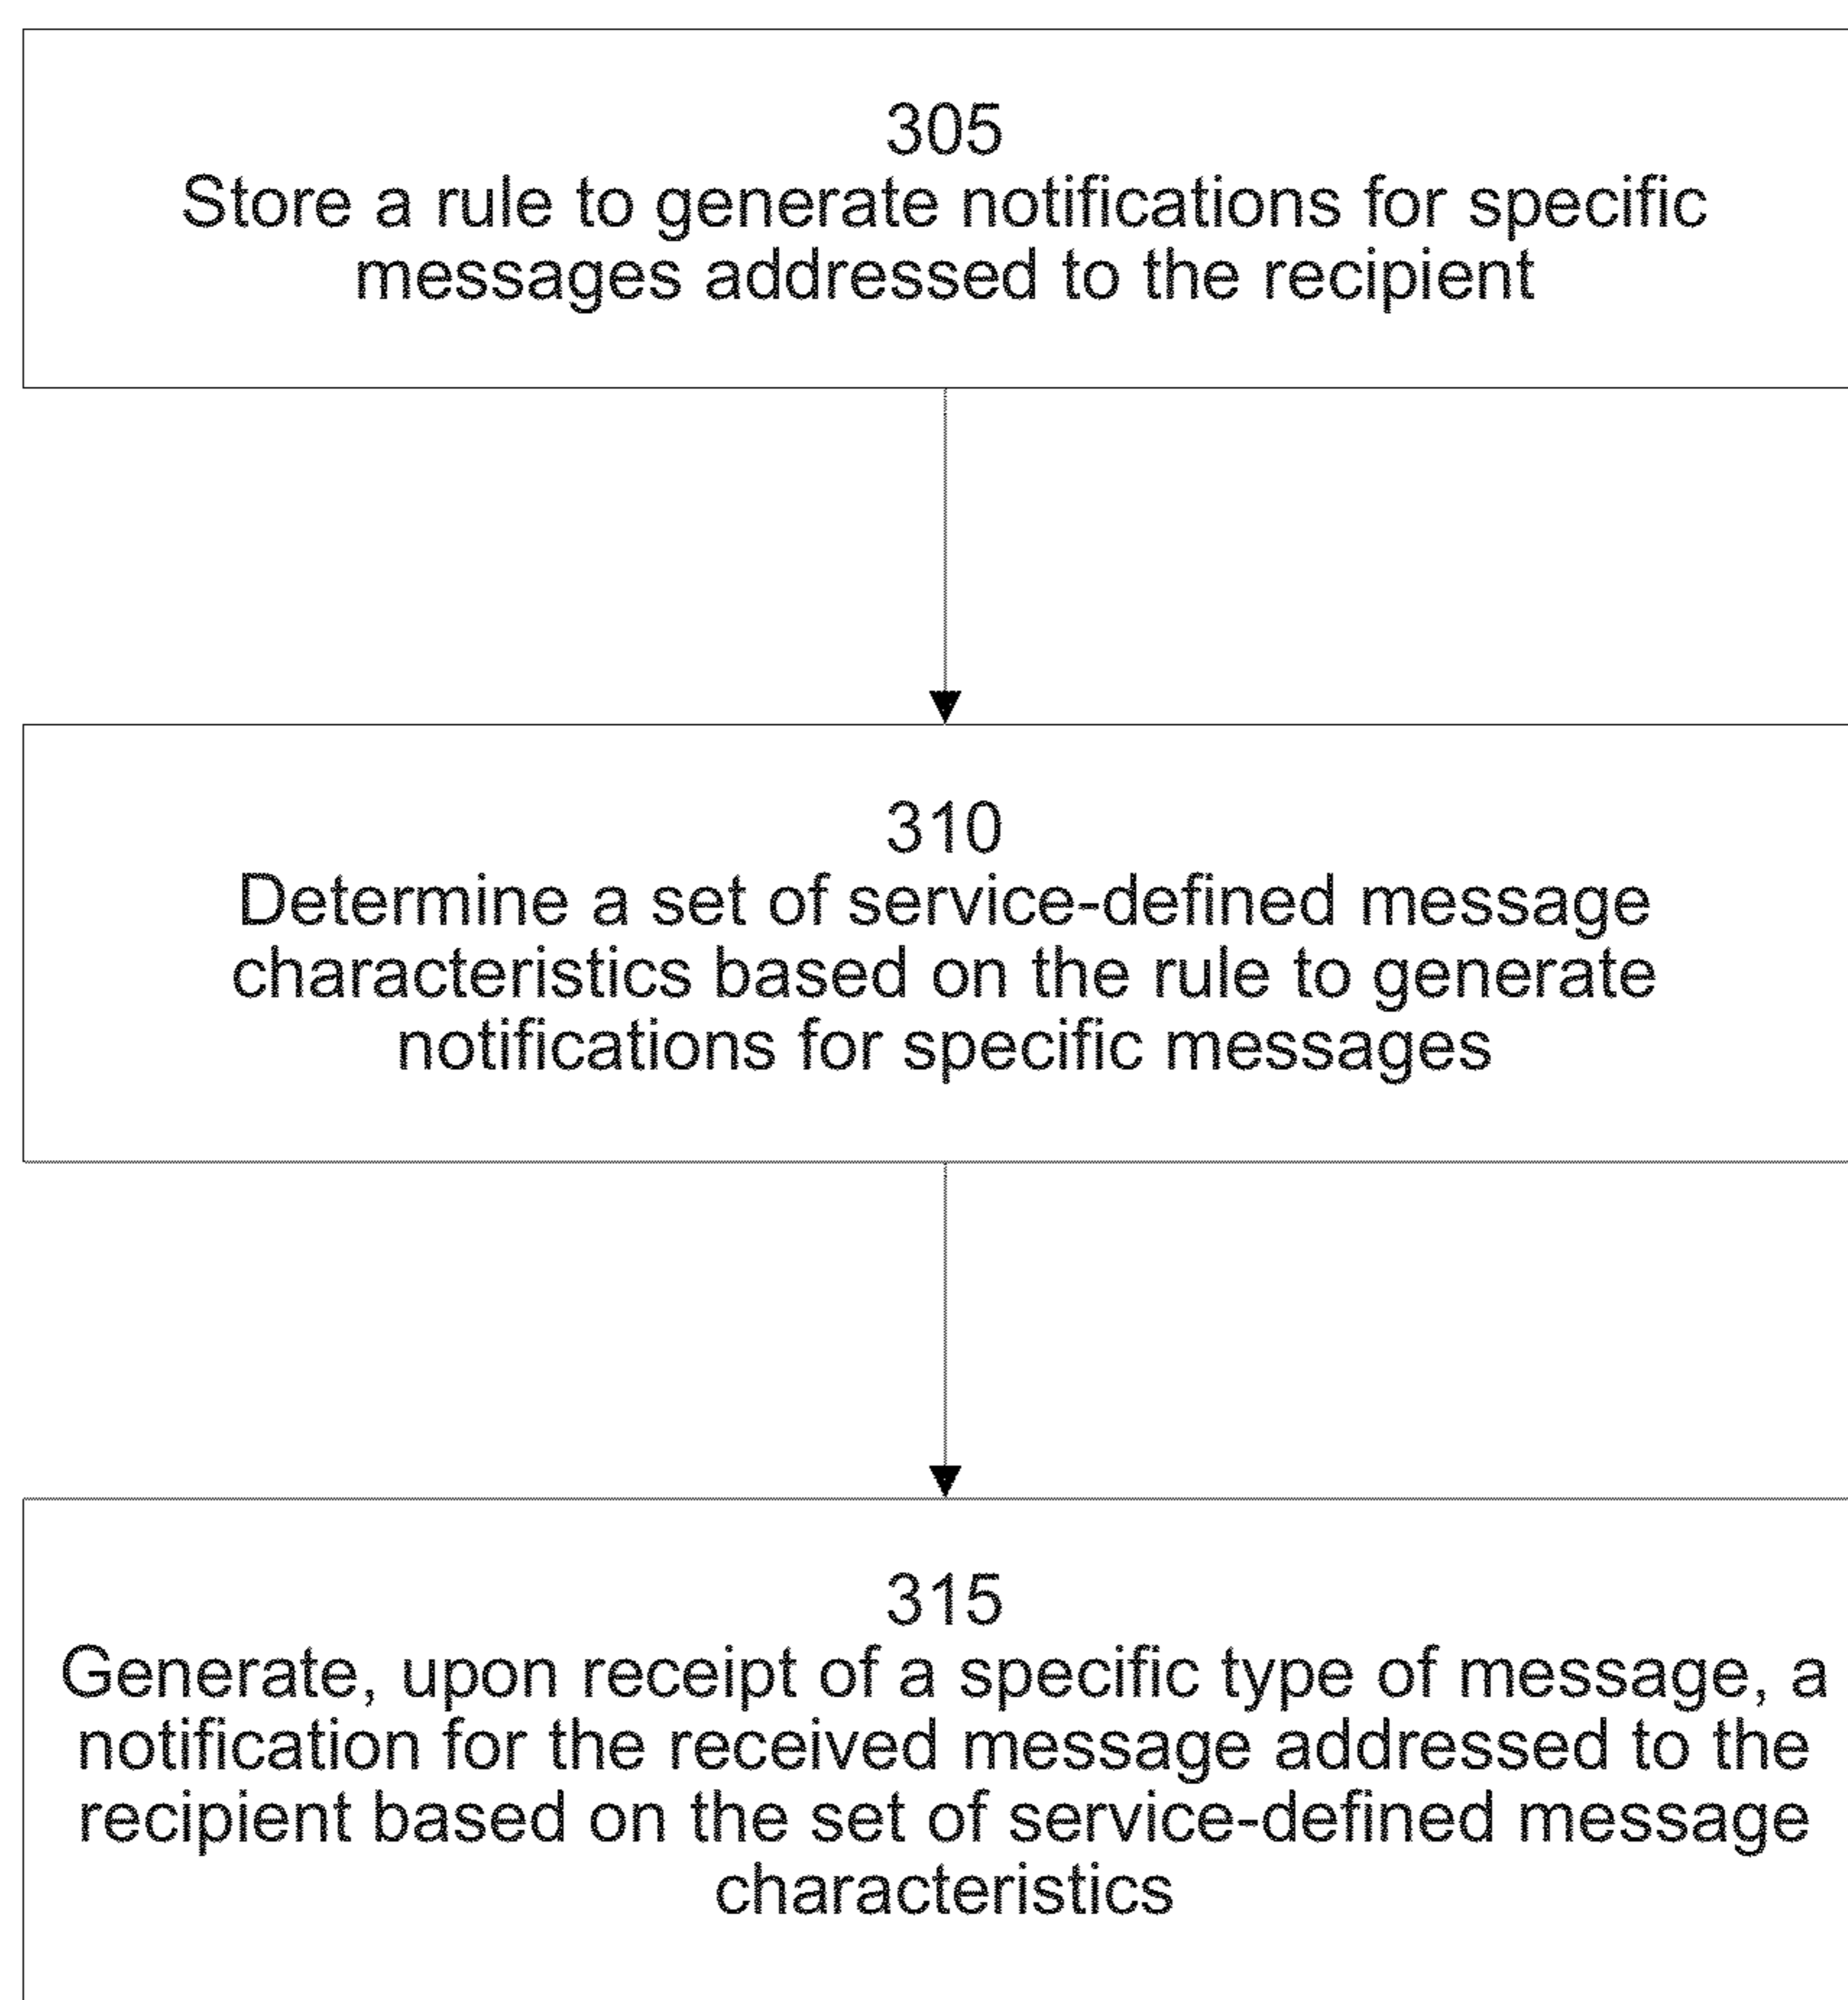 305
Store a rule to generate notifications for specific
messages addressed to the recipient
310
Determine a set of service-defined message
characteristics based on the rule to generate
notifications for specific messages
315
Generate, upon receipt of a specific type of message, a
notification for the received message addressed to the
recipient based on the set of service-defined message
characteristics